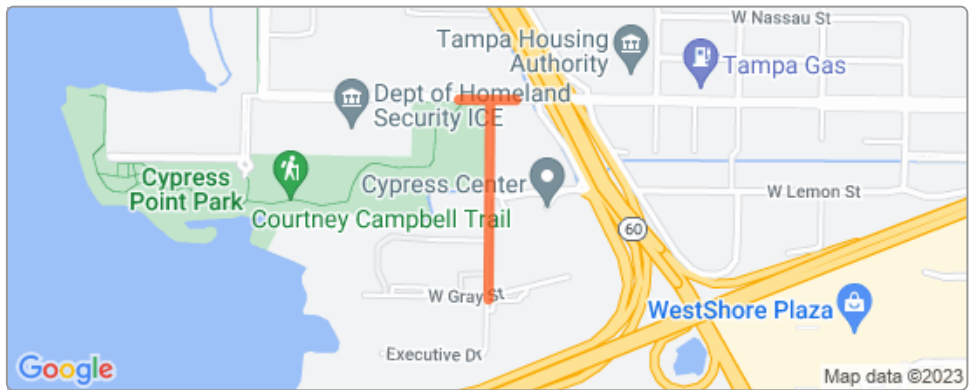 W Nassau St
Tampa Housing
Authority
Tampa Gas
Dept of Homeland
Security ICE
Cypress
Point Park
Cypress Center
W Lemon St
Courtney Campbell Trail
60
W Gray St
WestShore Plaza
Executive Dr
Google
Map data ©2023